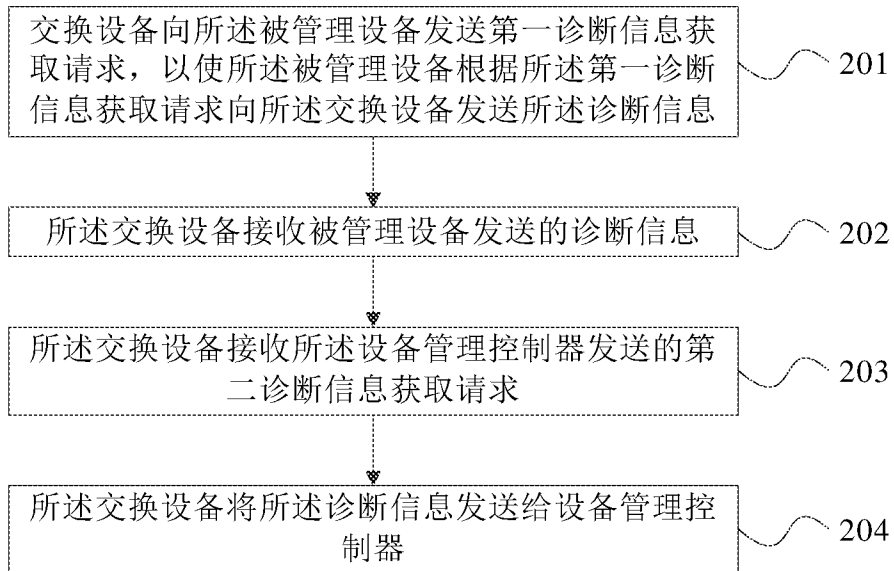 交换设备向所述被管理设备发送第一诊断信息获
取请求，以使所述被管理设备根据所述第一诊断
信息获取请求向所述交换设备发送所述诊断信息
201
所述交换设备接收被管理设备发送的诊断信息
202
所述交换设备接收所述设备管理控制器发送的第
二诊断信息获取请求
203
所述交换设备将所述诊断信息发送给设备管理控
制器
204